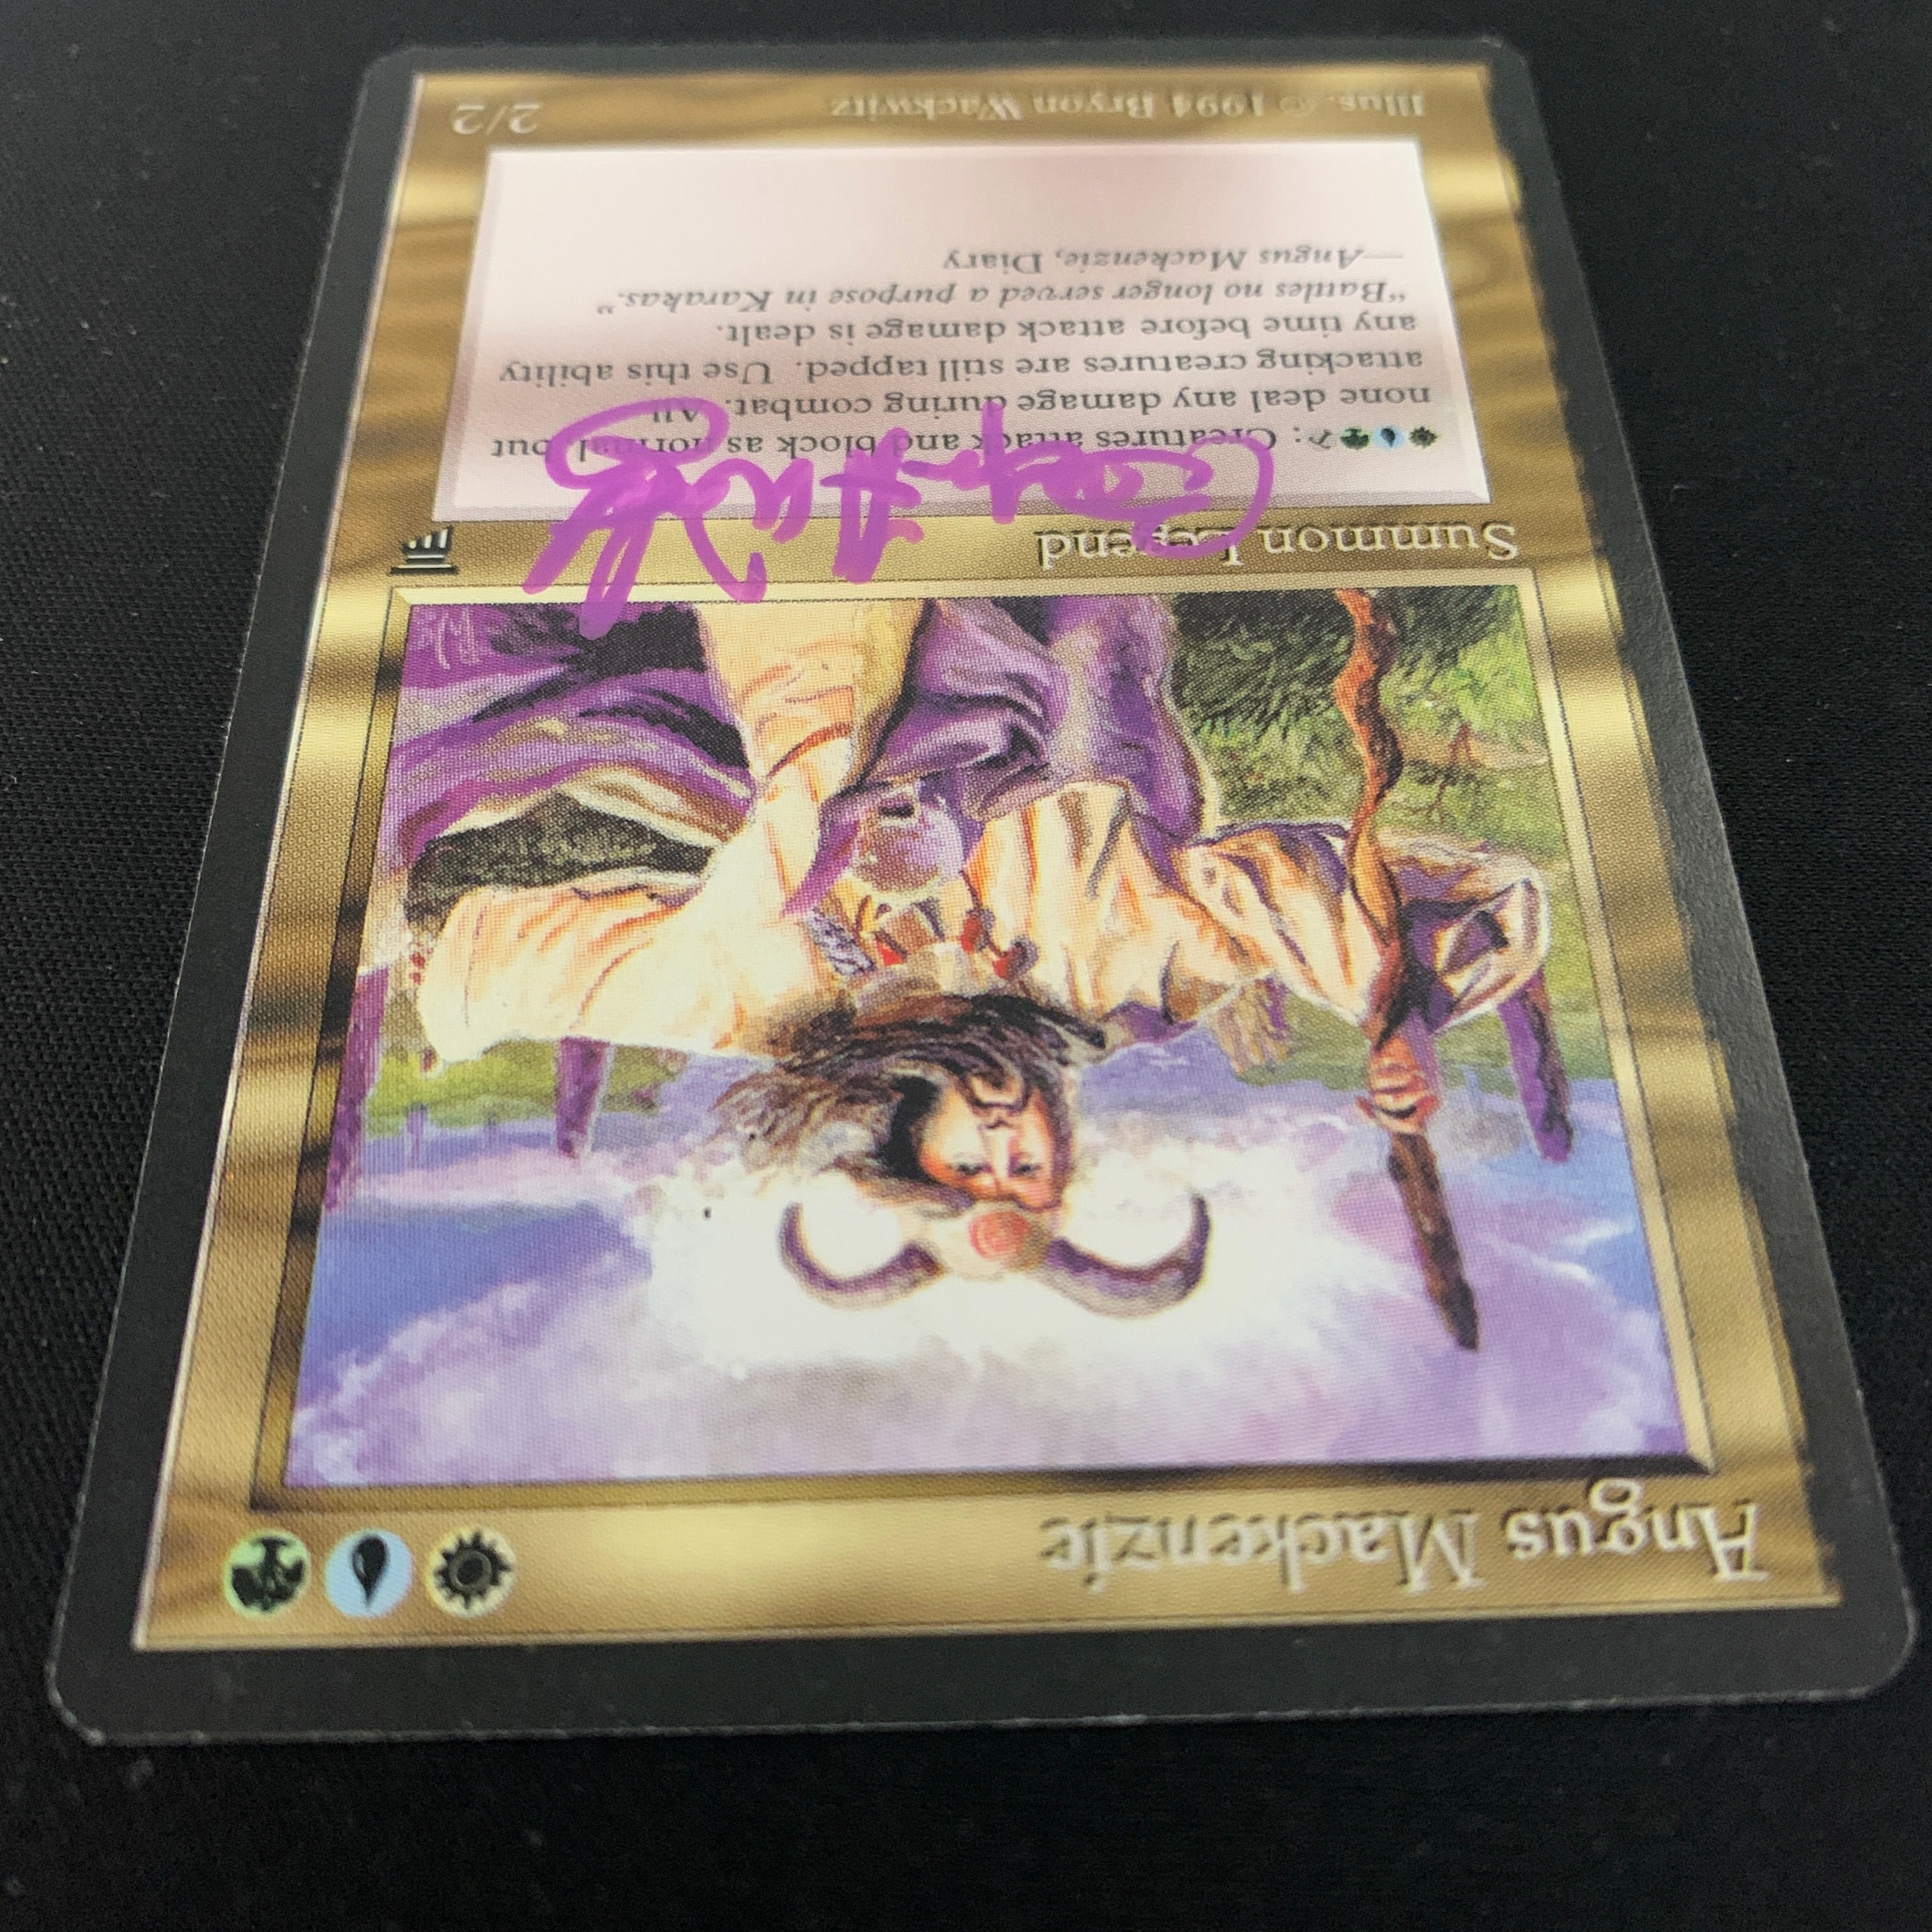 Angus Mackenzie
Summon Legend
: Creatures attack and block as normal, but
none deal any damage during combat. All
attacking creatures are still tapped. Use this ability
any time before attack damage is dealt.
"Battles no longer served a purpose in Karakas."
—Angus Mackenzie, Diary
Illus. © 1994 Bryon Wackwitz
2/2